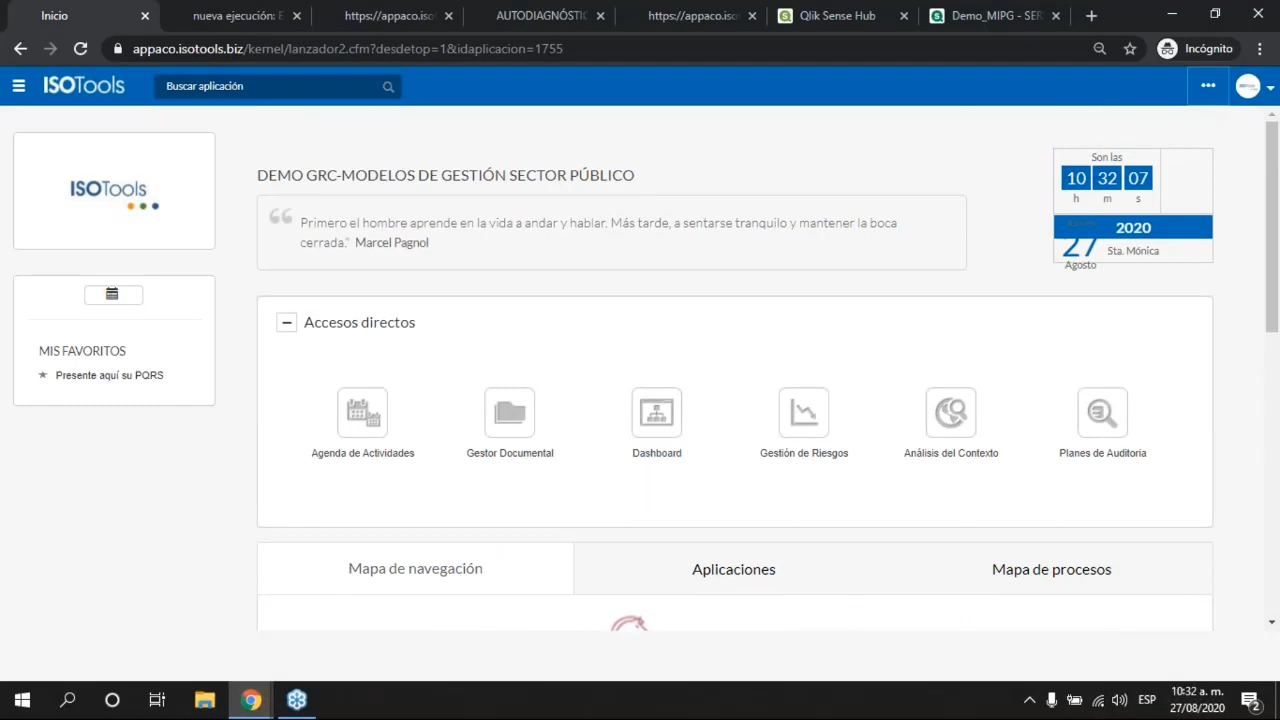 Inicio
nueva ejecución: E
https://appaco.iso
AUTODIAGNÓSTI
https://appaco.iso
Qlik Sense Hub
Demo_MIPG - SER
appaco.isotools.biz/kernel/lanzador2.cfm?desdetop=1&idaplicacion=1755
Incógnito
ISOTools
Buscar aplicación
ISOTools
MIS FAVORITOS
Presente aquí su PQRS
DEMO GRC-MODELOS DE GESTIÓN SECTOR PÚBLICO
Primero el hombre aprende en la vida a andar y hablar. Más tarde, a sentarse tranquilo y mantener la boca
cerrada." Marcel Pagnol
Son las
10 32 07
h m s
2020
27 Sta. Mónica
Agosto
Accesos directos
Agenda de Actividades
Gestor Documental
Dashboard
Gestión de Riesgos
Análisis del Contexto
Planes de Auditoria
Mapa de navegación
Aplicaciones
Mapa de procesos
ESP
10:32 a. m.
27/08/2020
2